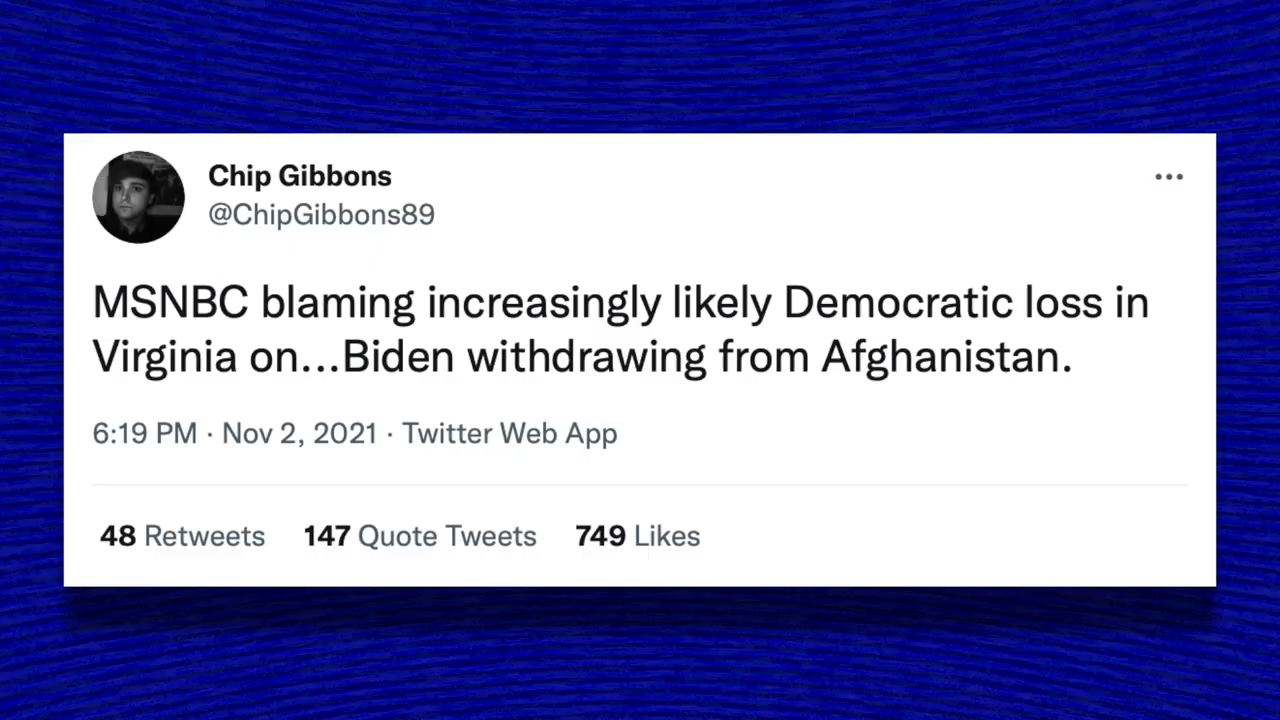 Chip Gibbons
@ChipGibbons89
MSNBC blaming increasingly likely Democratic loss in
Virginia on...Biden withdrawing from Afghanistan.
6:19 PM · Nov 2, 2021 · Twitter Web App
48 Retweets 147 Quote Tweets 749 Likes